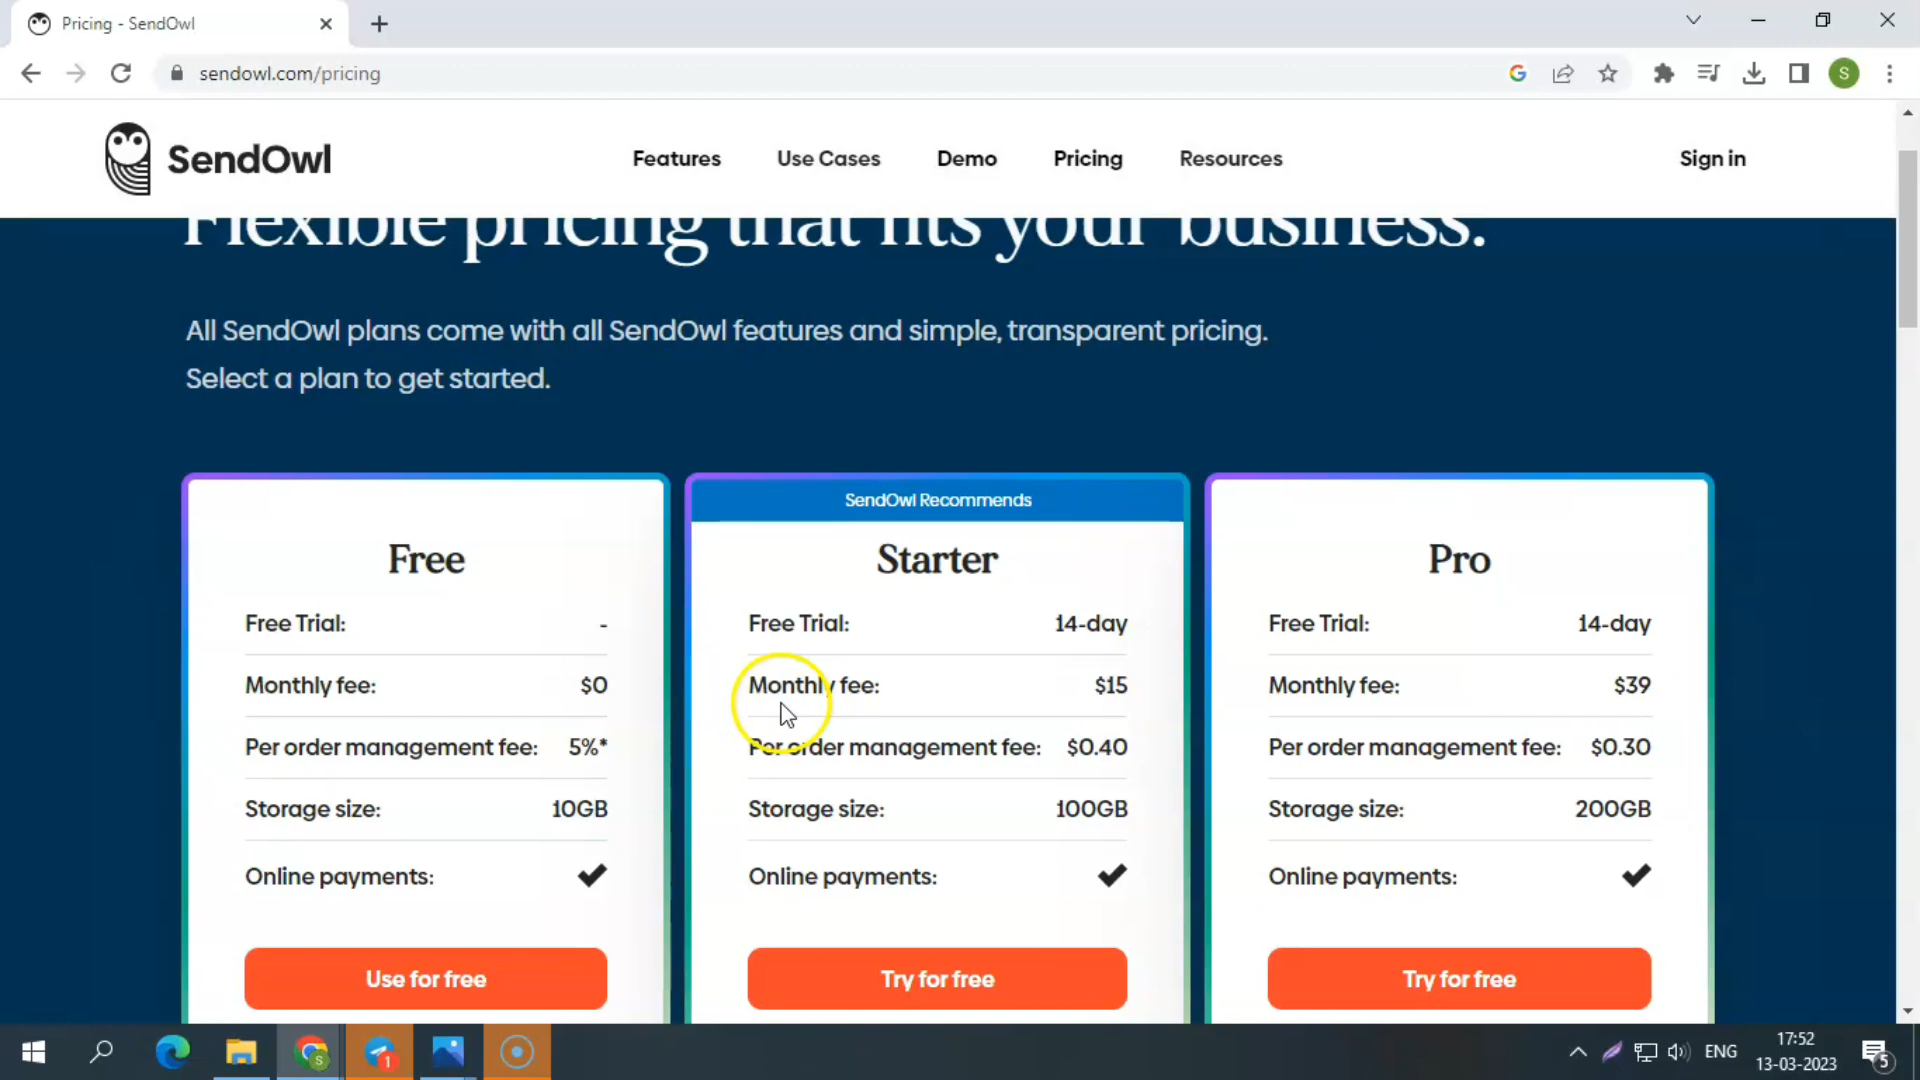 Pricing - SendOwl
sendowl.com/pricing
S
SendOwl
Features
Use Cases
Demo
Pricing
Resources
Sign in
Flexible pricing that fits your business.
All SendOwl plans come with all SendOwl features and simple, transparent pricing.
Select a plan to get started.
Free
Free Trial: -
Monthly fee: $0
Per order management fee: 5%*
Storage size: 10GB
Online payments: ✔
Use for free
SendOwl Recommends
Starter
Free Trial: 14-day
Monthly fee: $15
Per order management fee: $0.40
Storage size: 100GB
Online payments: ✔
Try for free
Pro
Free Trial: 14-day
Monthly fee: $39
Per order management fee: $0.30
Storage size: 200GB
Online payments: ✔
Try for free
S
1
ENG
17:52
13-03-2023
5